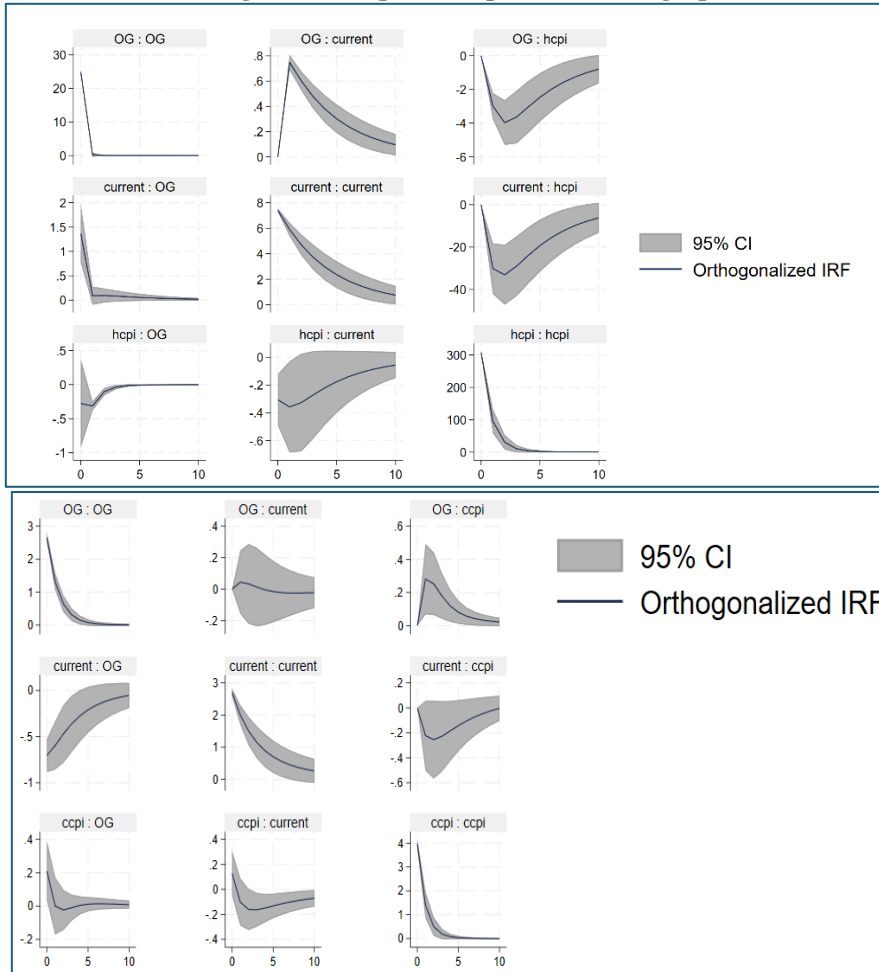 OG : OG OG : current OG : hcpi
30 .8 0
20 .6 -2
10 .4 -4
0 .2 -6
0
current : OG current : current current : hcpi
2 8 0
1.5 6 -20
1 4 -40
.5 2
0 0
95% CI
Orthogonalized IRF
hcpi : OG hcpi : current hcpi : hcpi
.5 0 300
0 -.2 200
-.5 -.4 100
-1 -.6 0
0 5 10 0 5 10 0 5 10
OG : OG OG : current OG : ccpi
3 .4 .6
2 .2 .4
1 0 .2
0 -.2 0
95% CI
Orthogonalized IRF
current : OG current : current current : ccpi
0 3 .2
-.5 2 0
-1 1 -.2
0 -.4
-.6
ccpi : OG ccpi : current ccpi : ccpi
.4 .4 4
.2 .2 3
0 0 2
-.2 -.2 1
-.4 0
0 5 10 0 5 10 0 5 10